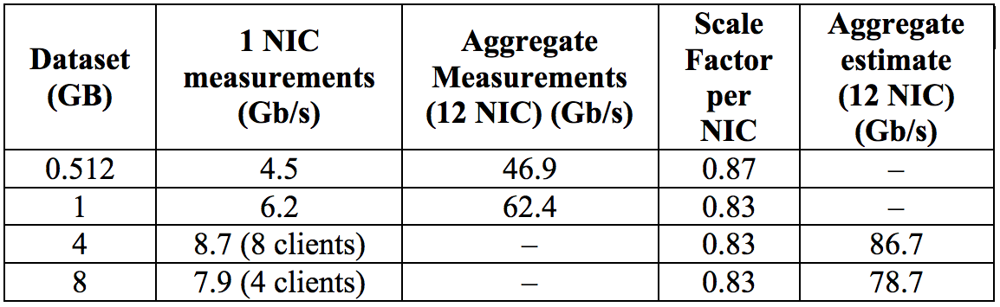 Dataset (GB) 1 NIC measurements (Gb/s) Aggregate Measurements (12 NIC) (Gb/s) Scale Factor per NIC Aggregate estimate (12 NIC) (Gb/s)
0.512 4.5 46.9 0.87 –
1 6.2 62.4 0.83 –
4 8.7 (8 clients) – 0.83 86.7
8 7.9 (4 clients) – 0.83 78.7